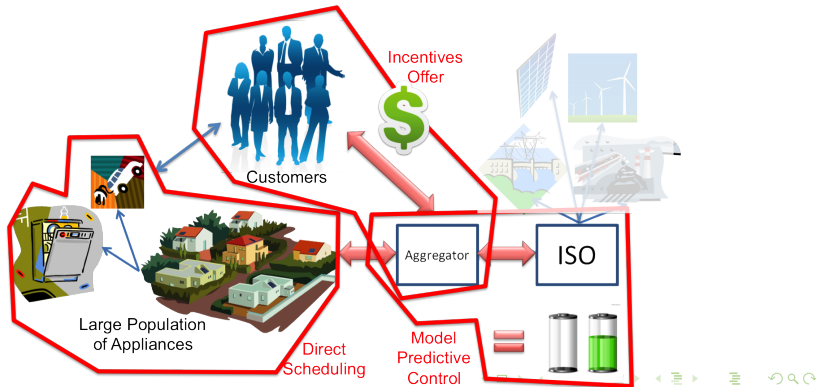 Incentives
Offer
$
Customers
Aggregator
ISO
Large Population
of Appliances
Direct
Scheduling
Model
Predictive
Control
=